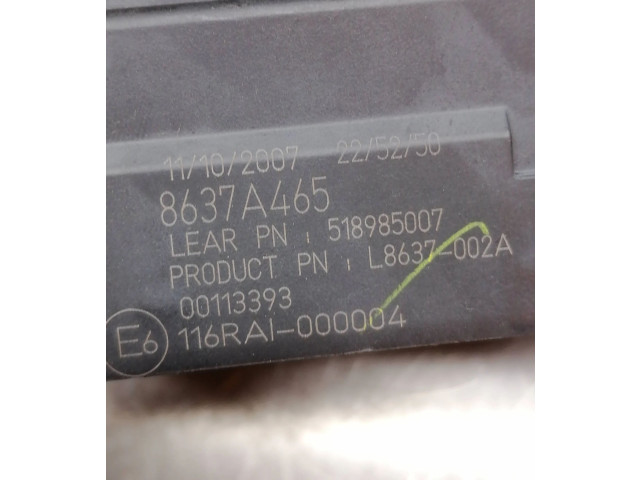 11/10/2007 22/52/50
8637A465
LEAR PN : 518985007
PRODUCT PN : L8637-002A
00113393
E6 116RAI-000004